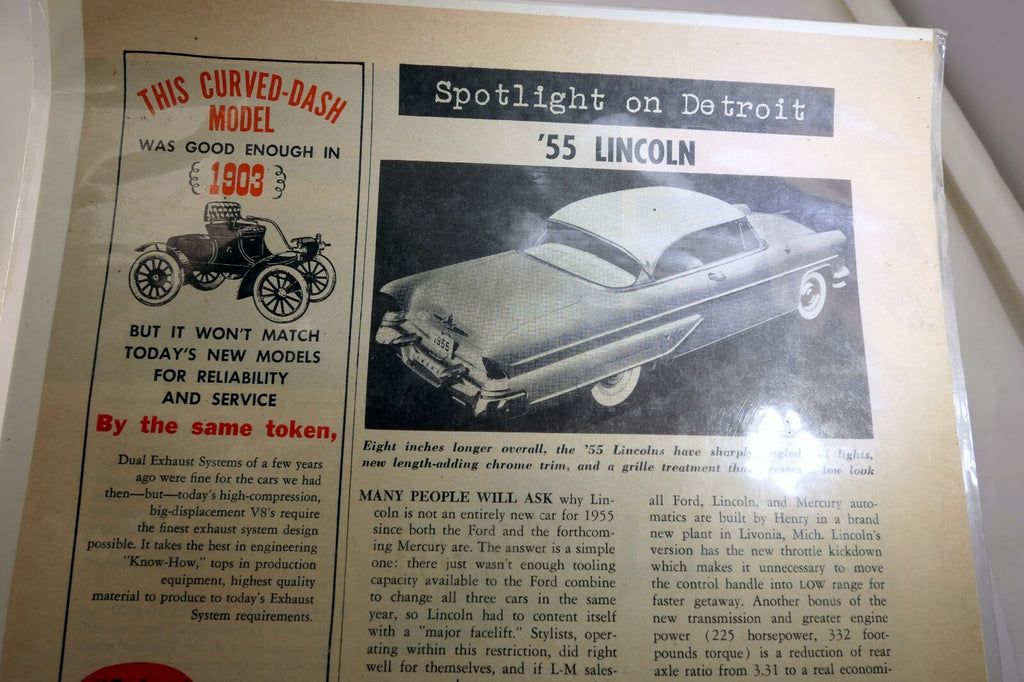 THIS CURVED-DASH
MODEL
WAS GOOD ENOUGH IN
1903
BUT IT WON'T MATCH
TODAY'S NEW MODELS
FOR RELIABILITY
AND SERVICE
By the same token,
Dual Exhaust Systems of a few years
ago were fine for the cars we had
then—but—today's high-compression,
big-displacement V8's require
the finest exhaust system design
possible. It takes the best in engineering
"Know-How," tops in production
equipment, highest quality
material to produce to today's Exhaust
System requirements.
Spotlight on Detroit
'55 LINCOLN
1955
Eight inches longer overall, the '55 Lincolns have sharply lights,
new length-adding chrome trim, and a grille treatment low look
MANY PEOPLE WILL ASK why Lin-
coln is not an entirely new car for 1955
since both the Ford and the forthcom-
ing Mercury are. The answer is a simple
one: there just wasn't enough tooling
capacity available to the Ford combine
to change all three cars in the same
year, so Lincoln had to content itself
with a "major facelift." Stylists, oper-
ating within this restriction, did right
well for themselves, and if L-M sales-
all Ford, Lincoln, and Mercury auto-
matics are built by Henry in a brand
new plant in Livonia, Mich. Lincoln's
version has the new throttle kickdown
which makes it unnecessary to move
the control handle into LOW range for
faster getaway. Another bonus of the
new transmission and greater engine
power (225 horsepower, 332 foot-
pounds torque) is a reduction of rear
axle ratio from 3.31 to a real economi-